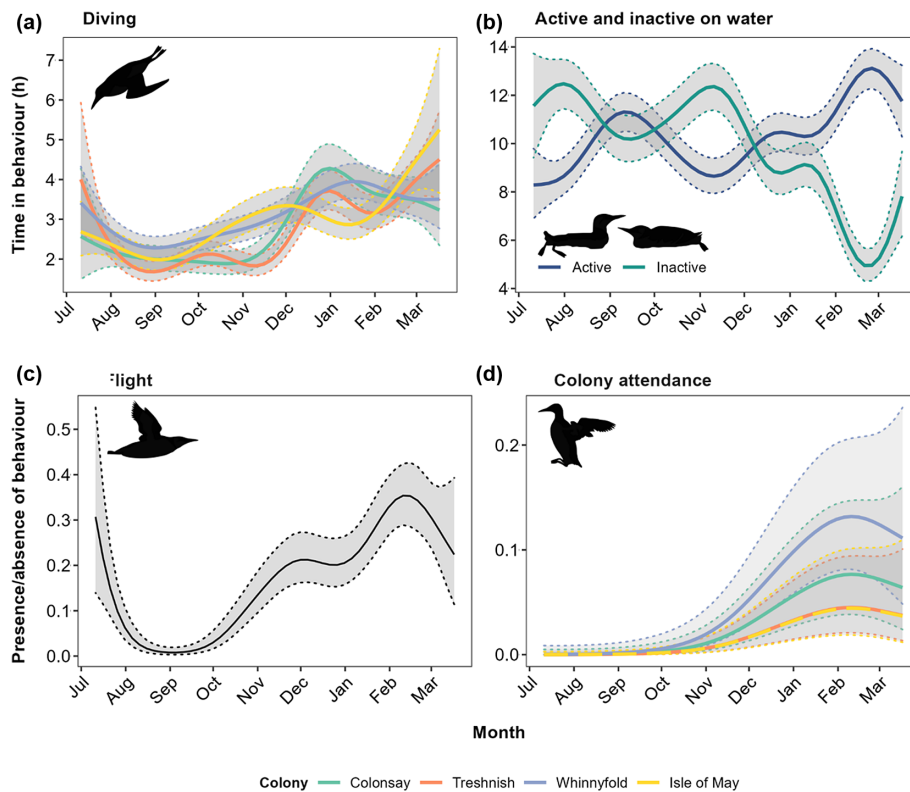 (a) Diving
Time in behaviour (h)
7
6
5
4
3
2
Jul Aug Sep Oct Nov Dec Jan Feb Mar
(b) Active and inactive on water
14
12
10
8
6
4
Active Inactive
Jul Aug Sep Oct Nov Dec Jan Feb Mar
(c) light
Presence/absence of behaviour
0.5
0.4
0.3
0.2
0.1
0.0
Jul Aug Sep Oct Nov Dec Jan Feb Mar
(d) Colony attendance
0.2
0.1
0.0
Jul Aug Sep Oct Nov Dec Jan Feb Mar
Month
Colony Colonsay Treshnish Whinnyfold Isle of May